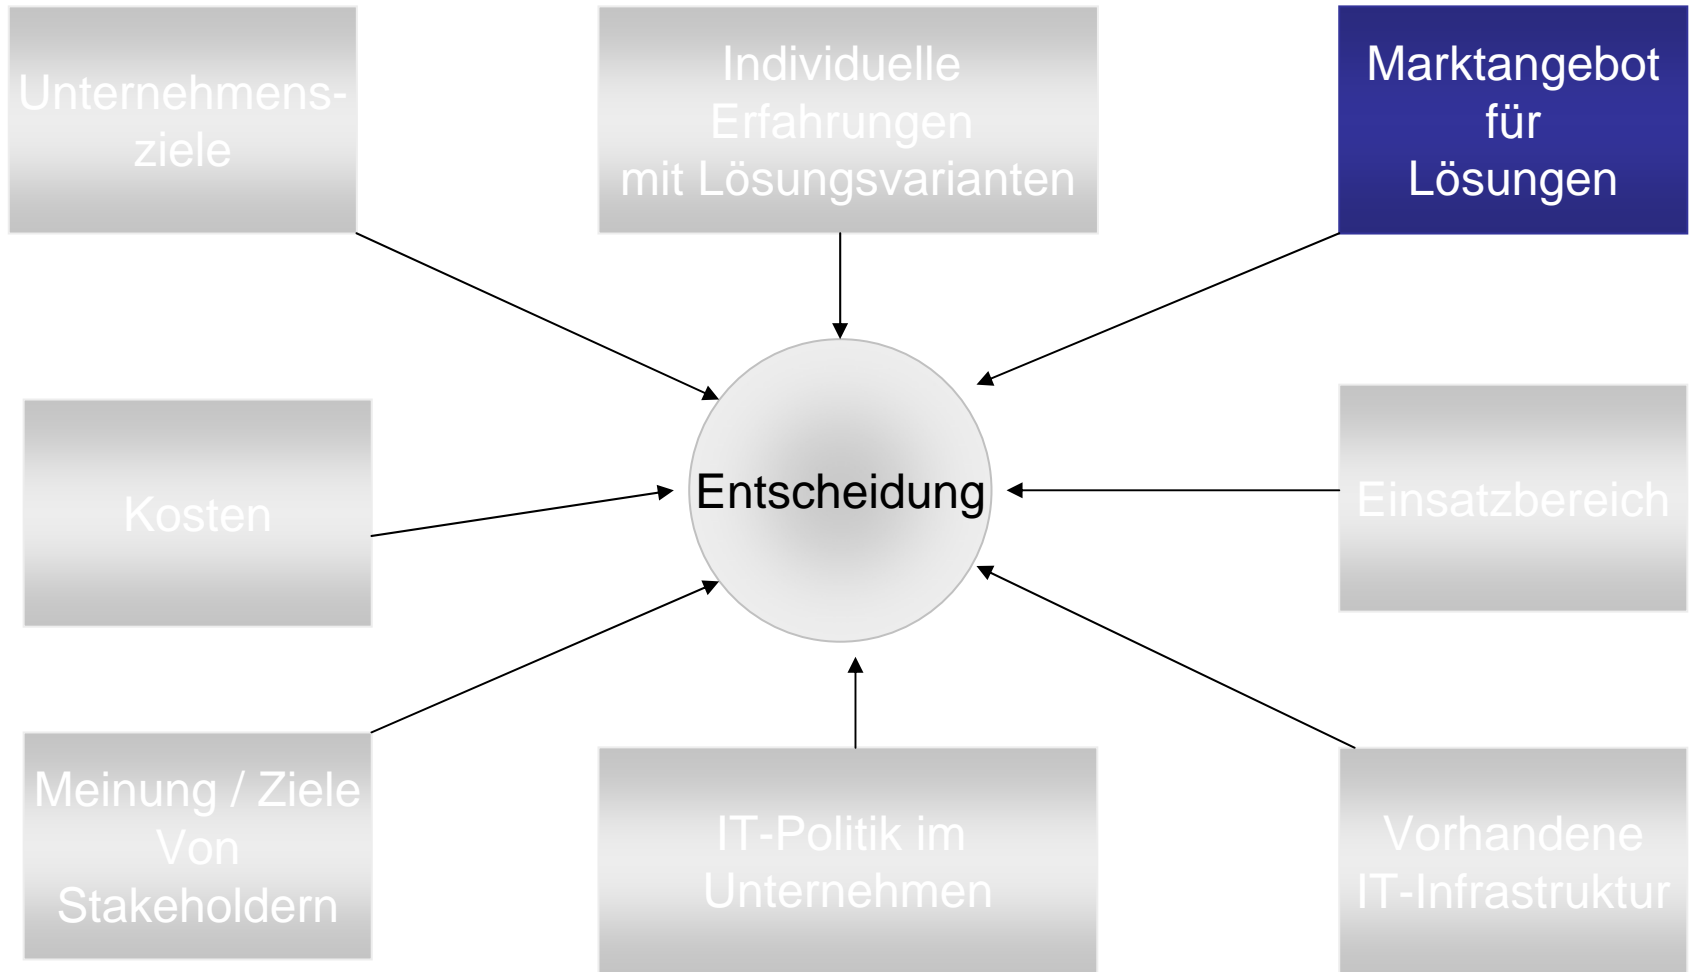 Unternehmens-
ziele
Individuelle
Erfahrungen
mit Lösungsvarianten
Marktangebot
für
Lösungen
Kosten
Entscheidung
Einsatzbereich
Meinung / Ziele
Von
Stakeholdern
IT-Politik im
Unternehmen
Vorhandene
IT-Infrastruktur